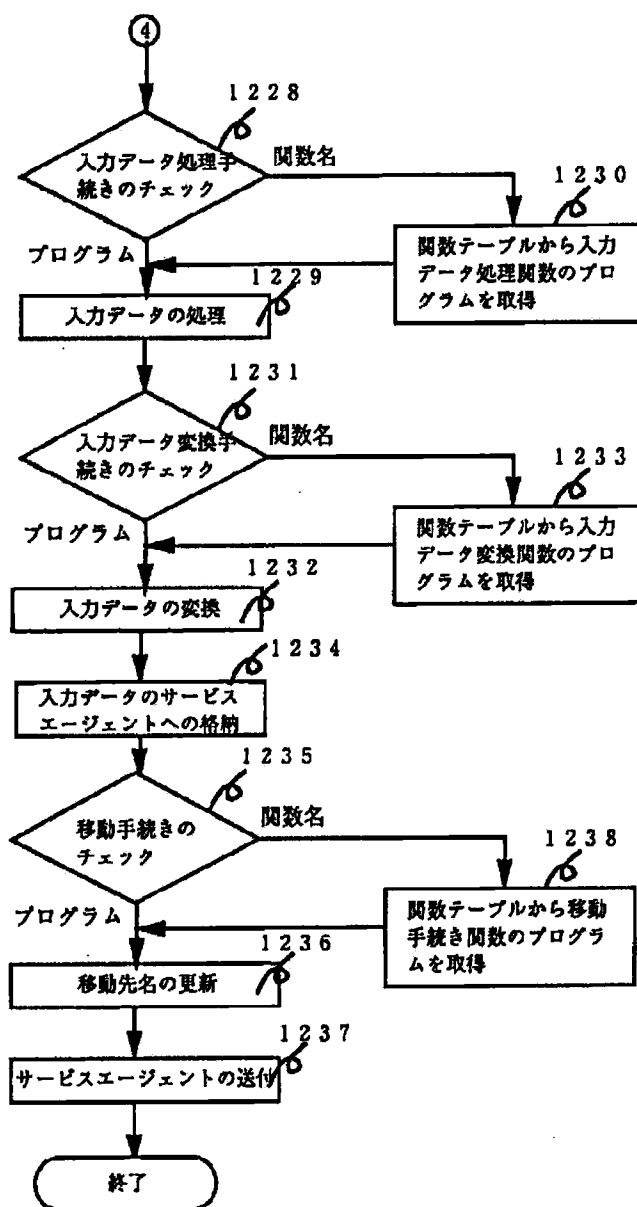 4
1228
入力データ処理手
続きのチェック
関数名
1230
関数テーブルから入力
データ処理関数のプロ
グラムを取得
プログラム
1229
入力データの処理
1231
入力データ変換手
続きのチェック
関数名
1233
関数テーブルから入力
データ変換関数のプロ
グラムを取得
プログラム
1232
入力データの変換
1234
入力データのサービス
エージェントへの格納
1235
移動手続きの
チェック
関数名
1238
関数テーブルから移動
手続き関数のプログラ
ムを取得
プログラム
1236
移動先名の更新
1237
サービスエージェントの送付
終了